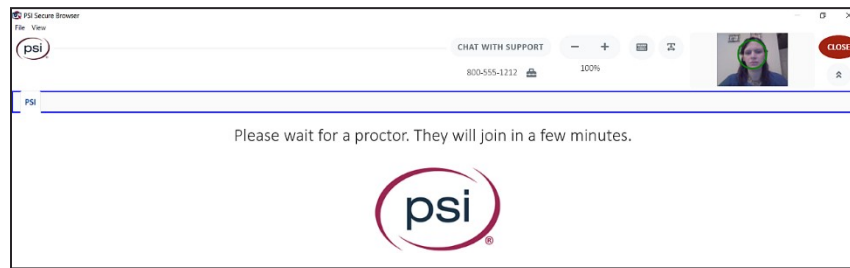 PSI Secure Browser
File View
psi
CHAT WITH SUPPORT
- +
CLOSE
800-555-1212
100%
PSI
Please wait for a proctor. They will join in a few minutes.
psi
®